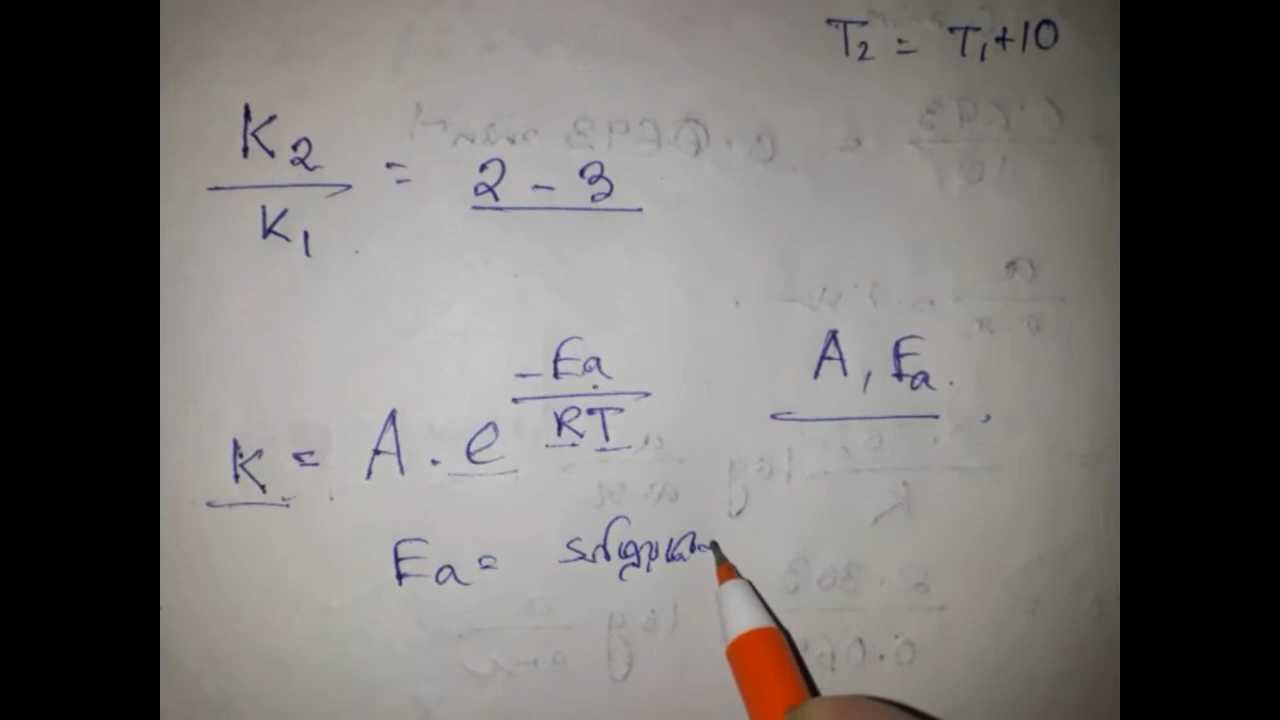 T₂ = T₁+10
K₂/K₁ = 2 - 3
A, Ea.
K = A . e^(-Ea/RT)
Ea =